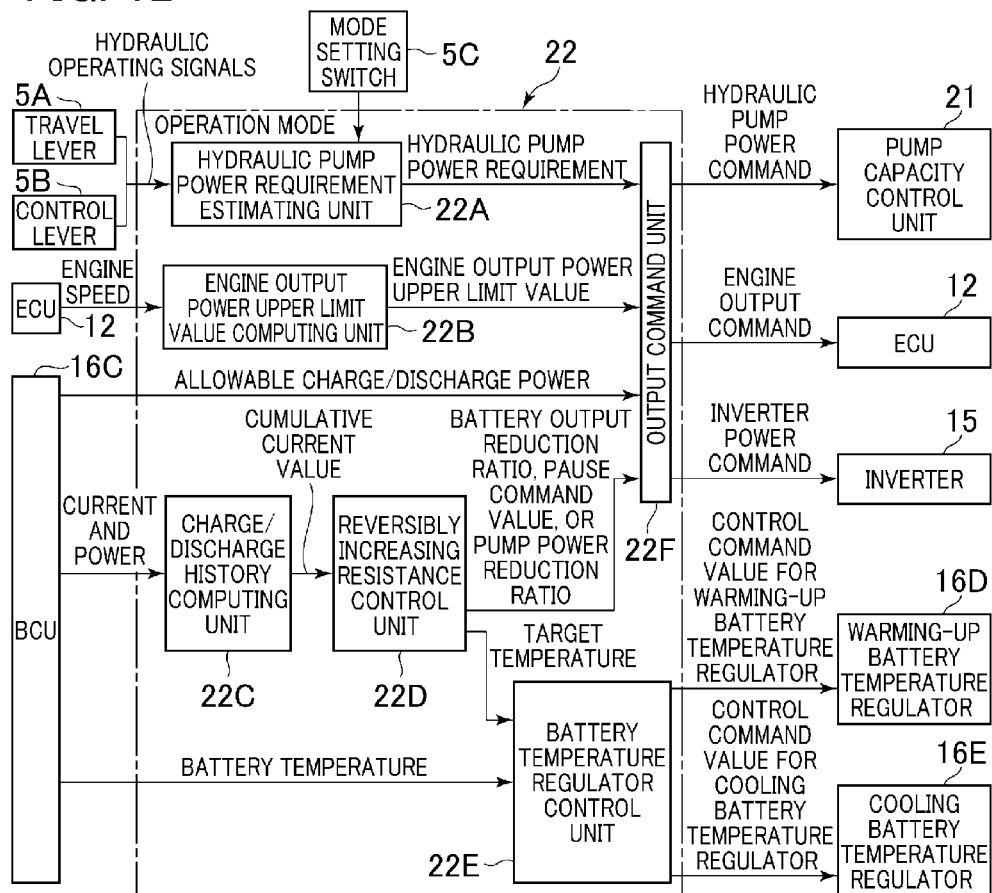 HYDRAULIC
OPERATING SIGNALS
MODE
SETTING
SWITCH
5C
22
5A
TRAVEL
LEVER
5B
CONTROL
LEVER
OPERATION MODE
HYDRAULIC PUMP
POWER REQUIREMENT
ESTIMATING UNIT
22A
HYDRAULIC PUMP
POWER REQUIREMENT
HYDRAULIC
PUMP
POWER
COMMAND
21
PUMP
CAPACITY
CONTROL
UNIT
ENGINE
SPEED
ECU
12
ENGINE OUTPUT
POWER UPPER LIMIT
VALUE COMPUTING UNIT
22B
ENGINE OUTPUT POWER
UPPER LIMIT VALUE
OUTPUT COMMAND UNIT
22F
ENGINE
OUTPUT
COMMAND
12
ECU
16C
BCU
ALLOWABLE CHARGE/DISCHARGE POWER
INVERTER
POWER
COMMAND
15
INVERTER
CURRENT
AND
POWER
CHARGE/
DISCHARGE
HISTORY
COMPUTING
UNIT
22C
CUMULATIVE
CURRENT
VALUE
REVERSIBLY
INCREASING
RESISTANCE
CONTROL
UNIT
22D
BATTERY OUTPUT
REDUCTION
RATIO, PAUSE
COMMAND
VALUE, OR
PUMP POWER
REDUCTION
RATIO
TARGET
TEMPERATURE
BATTERY TEMPERATURE
BATTERY
TEMPERATURE
REGULATOR
CONTROL
UNIT
22E
CONTROL
COMMAND
VALUE FOR
WARMING-UP
BATTERY
TEMPERATURE
REGULATOR
16D
WARMING-UP
BATTERY
TEMPERATURE
REGULATOR
CONTROL
COMMAND
VALUE FOR
COOLING
BATTERY
TEMPERATURE
REGULATOR
16E
COOLING
BATTERY
TEMPERATURE
REGULATOR